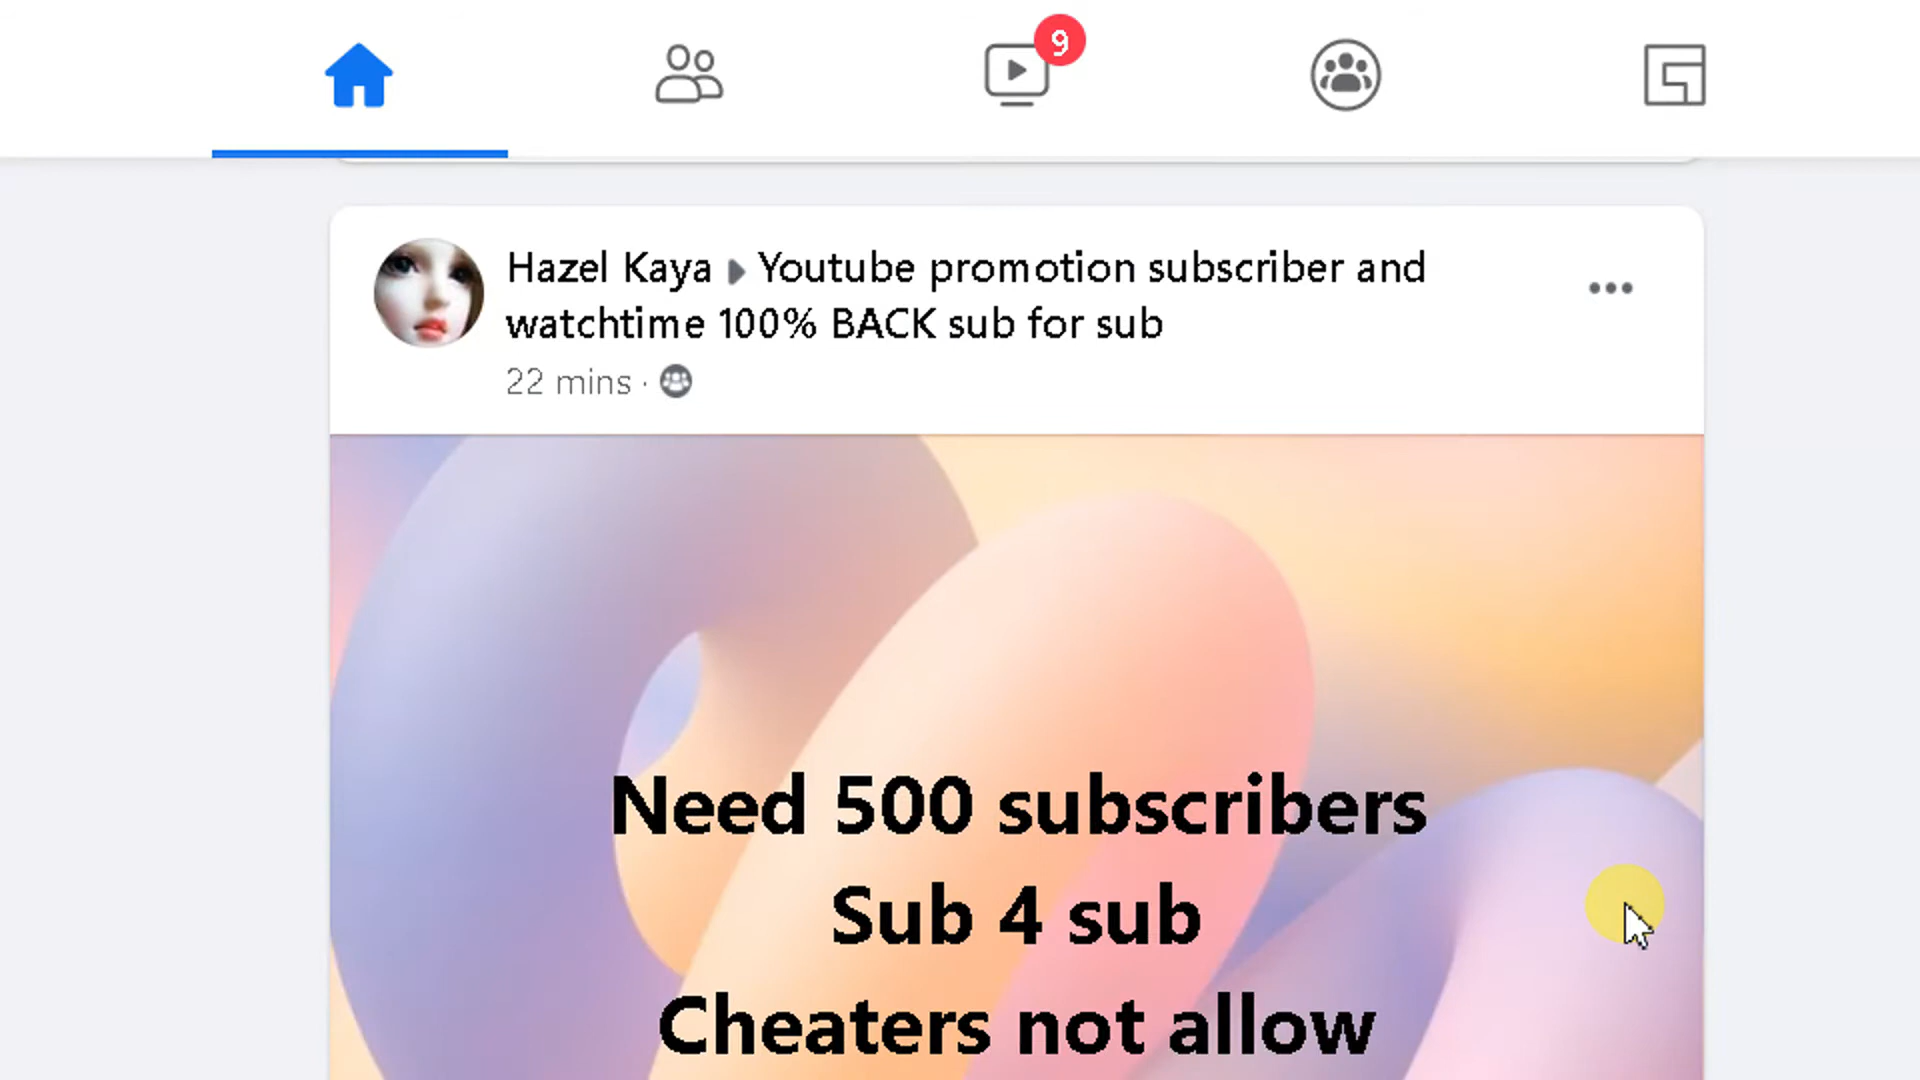 9
Hazel Kaya Youtube promotion subscriber and
watchtime 100% BACK sub for sub
22 mins ·
Need 500 subscribers
Sub 4 sub
Cheaters not allow